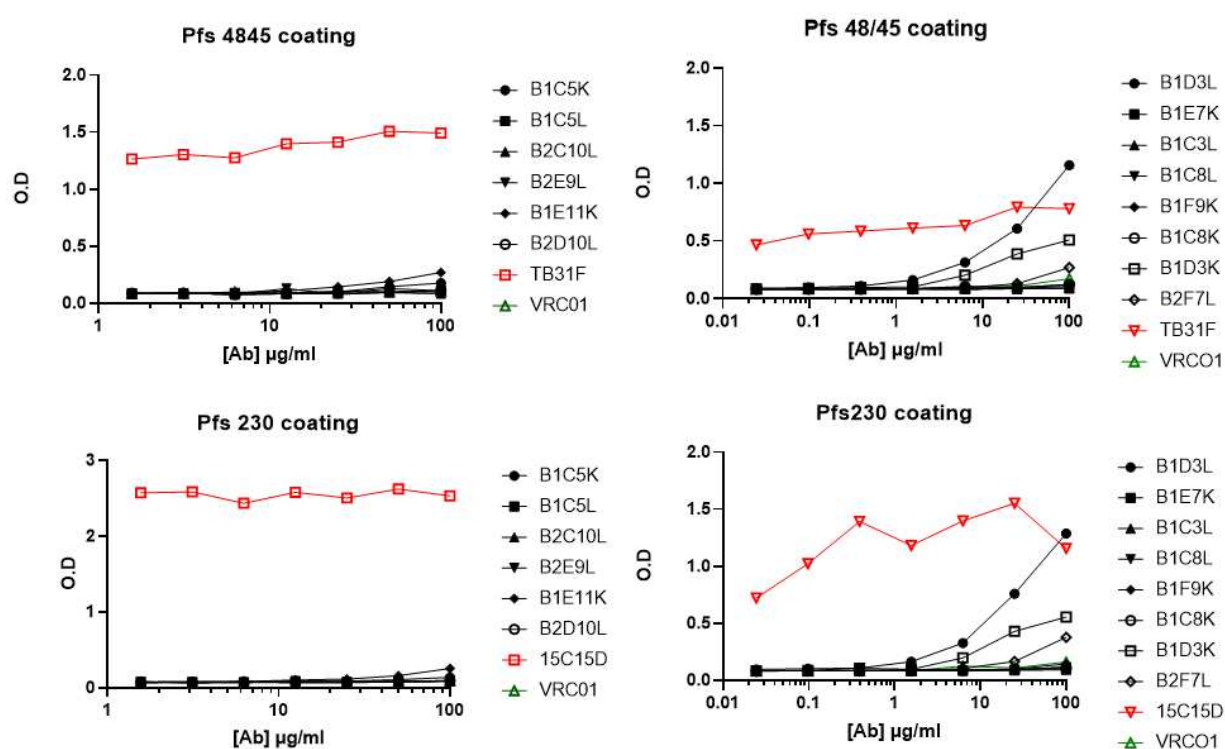 Pfs 4845 coating
2.0
1.5
1.0
0.5
0.0
O.D
1
10
100
[Ab] µg/ml
B1C5K
B1C5L
B2C10L
B2E9L
B1E11K
B2D10L
TB31F
VRC01
Pfs 48/45 coating
2.0
1.5
1.0
0.5
0.0
O.D
0.01
0.1
1
10
100
[Ab] µg/ml
B1D3L
B1E7K
B1C3L
B1C8L
B1F9K
B1C8K
B1D3K
B2F7L
TB31F
VRCO1
Pfs 230 coating
3
2
1
0
O.D
1
10
100
[Ab] µg/ml
B1C5K
B1C5L
B2C10L
B2E9L
B1E11K
B2D10L
15C15D
VRC01
Pfs230 coating
2.0
1.5
1.0
0.5
0.0
O.D
0.01
0.1
1
10
100
[Ab] µg/ml
B1D3L
B1E7K
B1C3L
B1C8L
B1F9K
B1C8K
B1D3K
B2F7L
15C15D
VRCO1